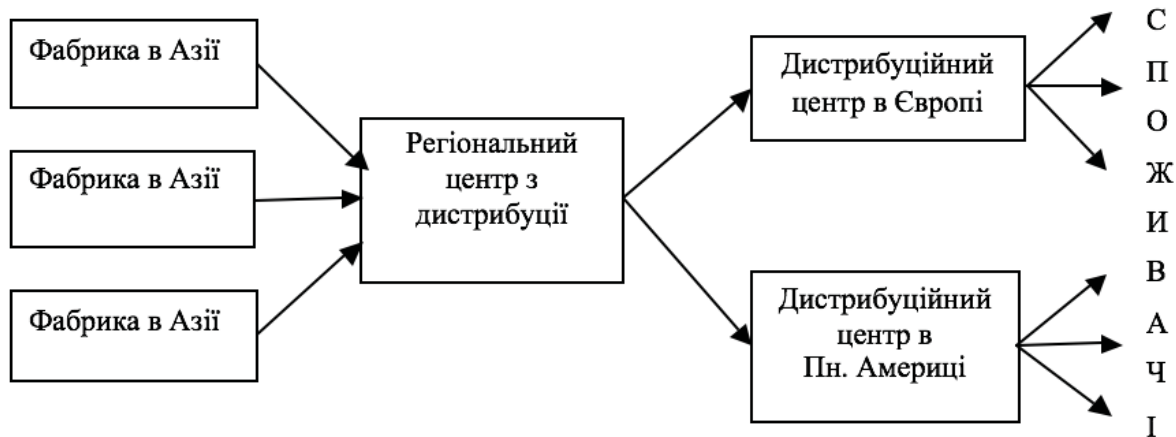 Фабрика в Азії
Фабрика в Азії
Фабрика в Азії
Регіональний
центр з
дистрибуції
Дистрибуційний
центр в Європі
Дистрибуційний
центр в
Пн. Америці
С
П
О
Ж
И
В
А
Ч
І